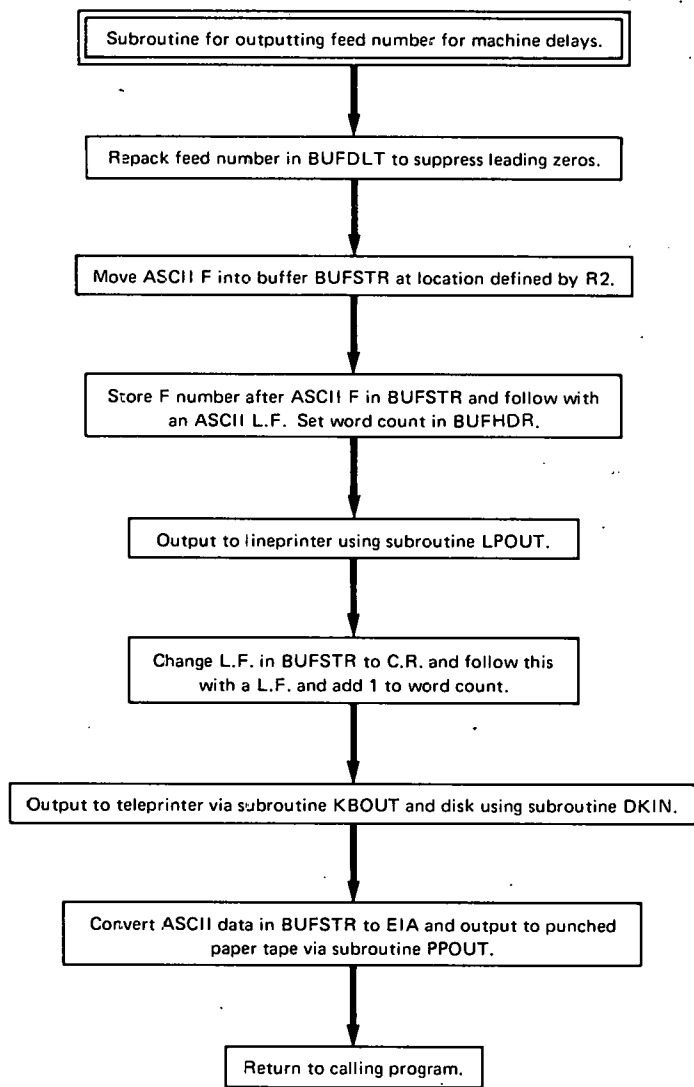 Subroutine for outputting feed number for machine delays.
Repack feed number in BUFDLT to suppress leading zeros.
Move ASCII F into buffer BUFSTR at location defined by R2.
Store F number after ASCII F in BUFSTR and follow with
an ASCII L.F. Set word count in BUFHDR.
Output to lineprinter using subroutine LPOUT.
Change L.F. in BUFSTR to C.R. and follow this
with a L.F. and add 1 to word count.
Output to teleprinter via subroutine KBOUT and disk using subroutine DKIN.
Convert ASCII data in BUFSTR to EIA and output to punched
paper tape via subroutine PPOUT.
Return to calling program.